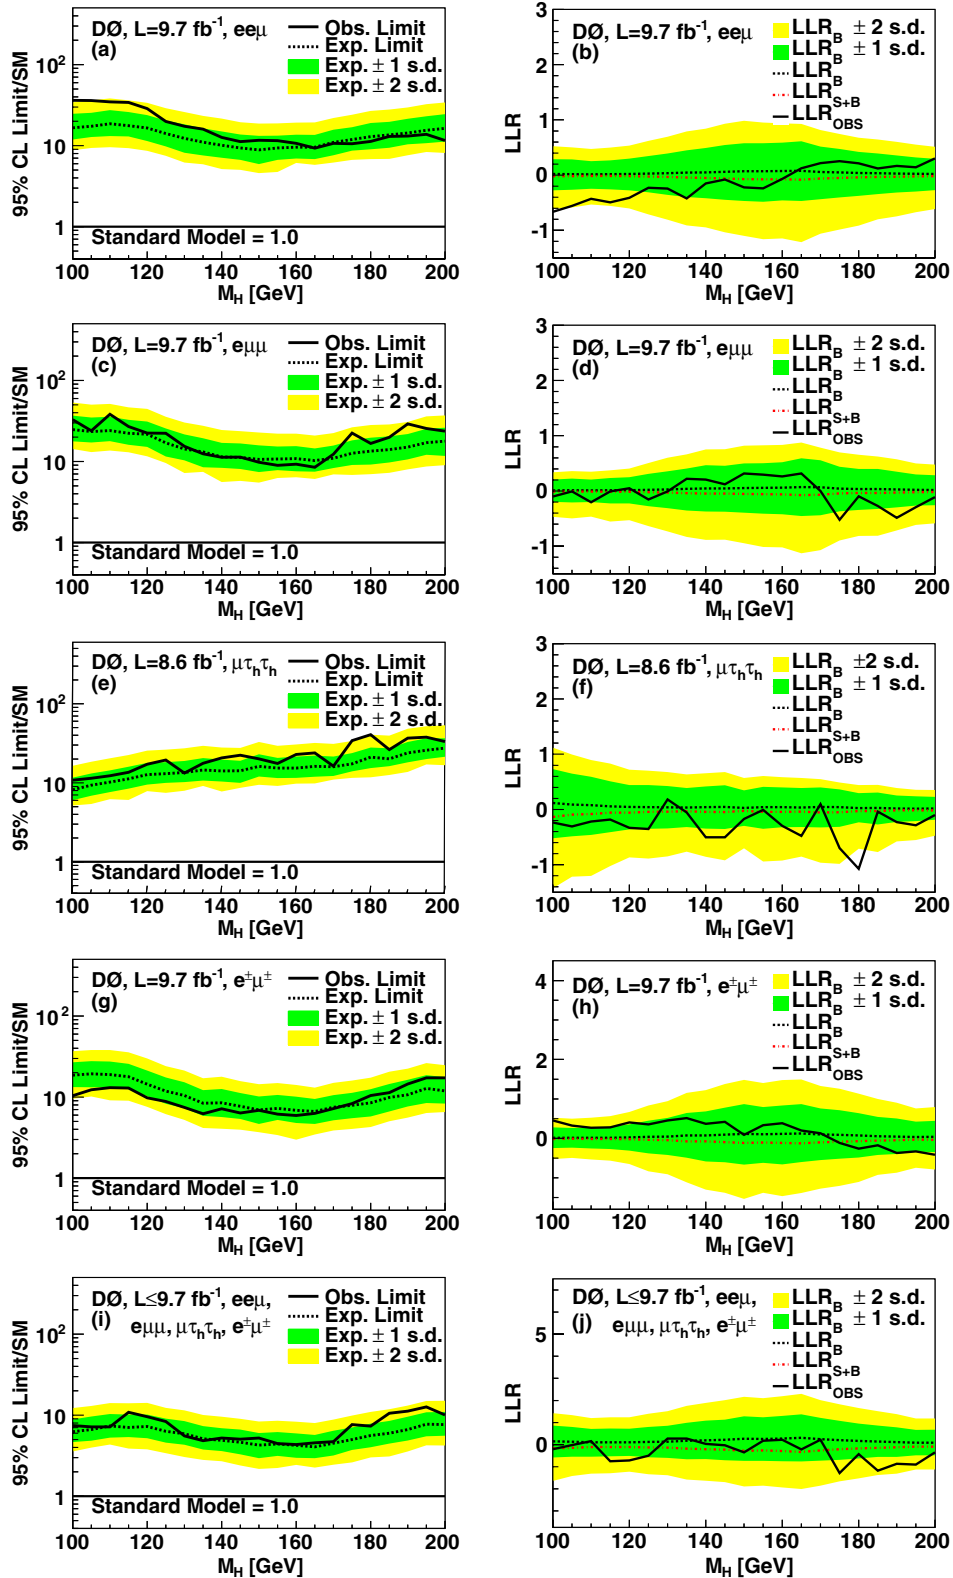 DØ, L=9.7 fb⁻¹, eeμ
(a)
Obs. Limit
Exp. Limit
Exp. ± 1 s.d.
Exp. ± 2 s.d.
95% CL Limit/SM
10²
10
1
Standard Model = 1.0
100 120 140 160 180 200
M_H [GeV]
DØ, L=9.7 fb⁻¹, eeμ
(b)
LLR_B ± 2 s.d.
LLR_B ± 1 s.d.
LLR_B
LLR_S+B
LLR_OBS
LLR
3
2
1
0
-1
100 120 140 160 180 200
M_H [GeV]
DØ, L=9.7 fb⁻¹, eμμ
(c)
Obs. Limit
Exp. Limit
Exp. ± 1 s.d.
Exp. ± 2 s.d.
95% CL Limit/SM
10²
10
1
Standard Model = 1.0
100 120 140 160 180 200
M_H [GeV]
DØ, L=9.7 fb⁻¹, eμμ
(d)
LLR_B ± 2 s.d.
LLR_B ± 1 s.d.
LLR_B
LLR_S+B
LLR_OBS
LLR
3
2
1
0
-1
100 120 140 160 180 200
M_H [GeV]
DØ, L=8.6 fb⁻¹, μτ_hτ_h
(e)
Obs. Limit
Exp. Limit
Exp. ± 1 s.d.
Exp. ± 2 s.d.
95% CL Limit/SM
10²
10
1
Standard Model = 1.0
100 120 140 160 180 200
M_H [GeV]
DØ, L=8.6 fb⁻¹, μτ_hτ_h
(f)
LLR_B ±2 s.d.
LLR_B ± 1 s.d.
LLR_B
LLR_S+B
LLR_OBS
LLR
3
2
1
0
-1
100 120 140 160 180 200
M_H [GeV]
DØ, L=9.7 fb⁻¹, e±μ±
(g)
Obs. Limit
Exp. Limit
Exp. ± 1 s.d.
Exp. ± 2 s.d.
95% CL Limit/SM
10²
10
1
Standard Model = 1.0
100 120 140 160 180 200
M_H [GeV]
DØ, L=9.7 fb⁻¹, e±μ±
(h)
LLR_B ± 2 s.d.
LLR_B ± 1 s.d.
LLR_B
LLR_S+B
LLR_OBS
LLR
4
2
0
100 120 140 160 180 200
M_H [GeV]
DØ, L≤9.7 fb⁻¹, eeμ,
(i) eμμ, μτ_hτ_h, e±μ±
Obs. Limit
Exp. Limit
Exp. ± 1 s.d.
Exp. ± 2 s.d.
95% CL Limit/SM
10²
10
1
Standard Model = 1.0
100 120 140 160 180 200
M_H [GeV]
DØ, L≤9.7 fb⁻¹, eeμ,
(j) eμμ, μτ_hτ_h, e±μ±
LLR_B ± 2 s.d.
LLR_B ± 1 s.d.
LLR_B
LLR_S+B
LLR_OBS
LLR
5
0
100 120 140 160 180 200
M_H [GeV]